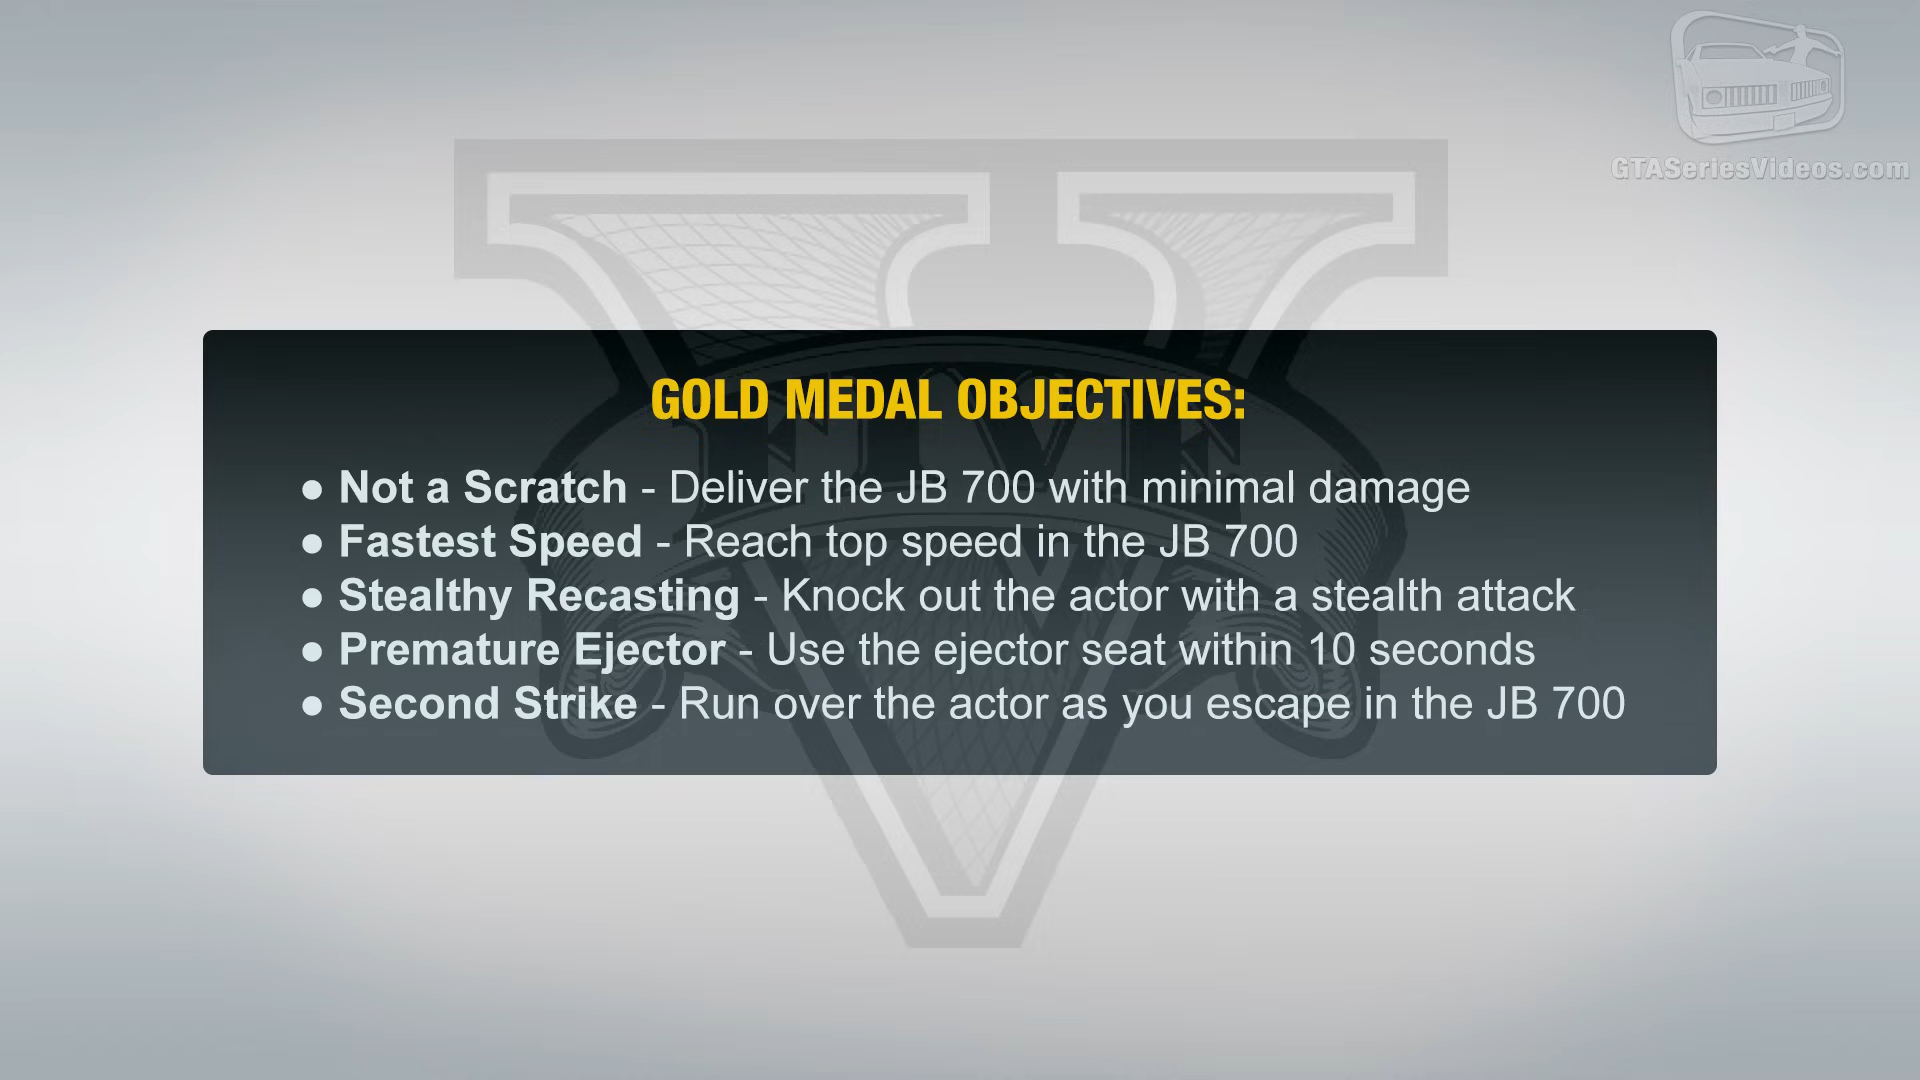 GTASeriesVideos.com
FIVE
GOLD MEDAL OBJECTIVES:
● Not a Scratch - Deliver the JB 700 with minimal damage
● Fastest Speed - Reach top speed in the JB 700
● Stealthy Recasting - Knock out the actor with a stealth attack
● Premature Ejector - Use the ejector seat within 10 seconds
● Second Strike - Run over the actor as you escape in the JB 700